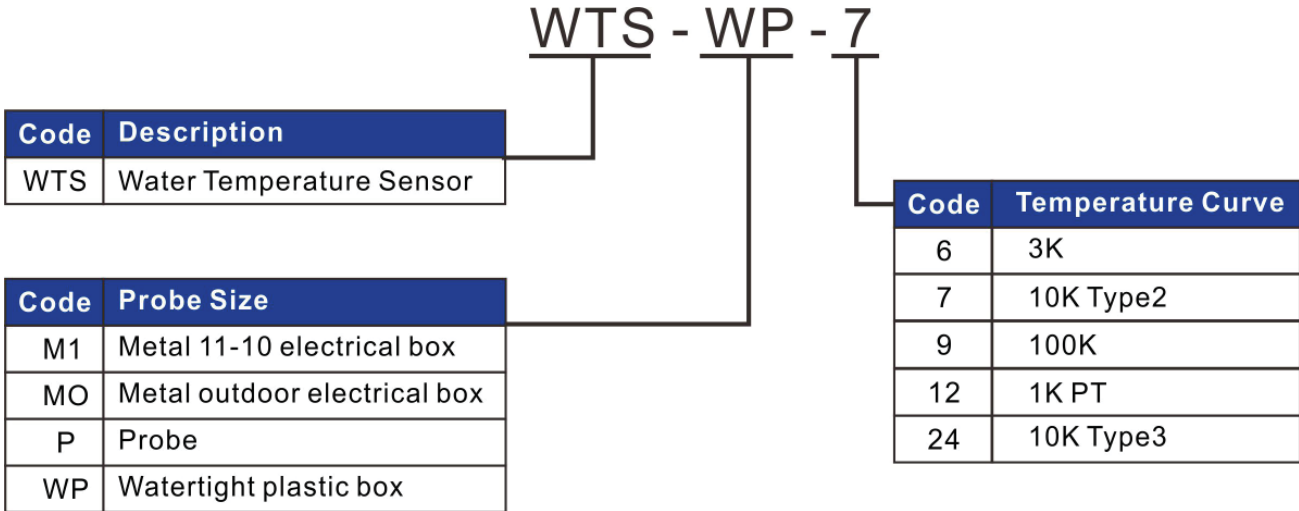 WTS - WP - 7
Code Description
WTS Water Temperature Sensor
Code Probe Size
M1 Metal 11-10 electrical box
MO Metal outdoor electrical box
P Probe
WP Watertight plastic box
Code Temperature Curve
6 3K
7 10K Type2
9 100K
12 1K PT
24 10K Type3